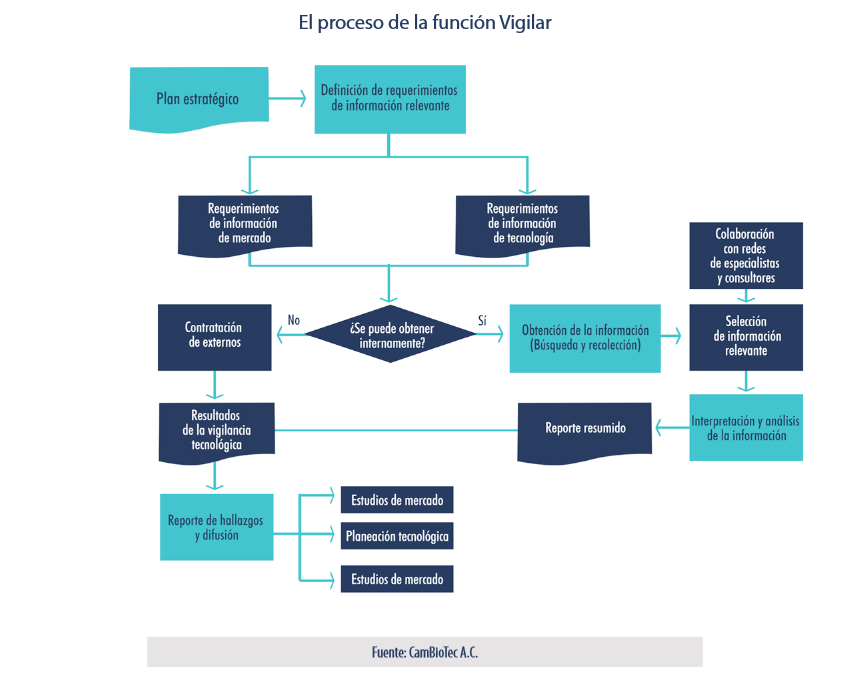 El proceso de la función Vigilar
Plan estratégico
Definición de requerimientos
de información relevante
Requerimientos
de información
de mercado
Requerimientos
de información
de tecnología
Colaboración
con redes
de especialistas
y consultores
Contratación
de externos
No
¿Se puede obtener
internamente?
Sí
Obtención de la información
(Búsqueda y recolección)
Selección
de información
relevante
Resultados
de la vigilancia
tecnológica
Reporte resumido
Interpretación y análisis
de la información
Reporte de hallazgos
y difusión
Estudios de mercado
Planeación tecnológica
Estudios de mercado
Fuente: CamBioTec A.C.